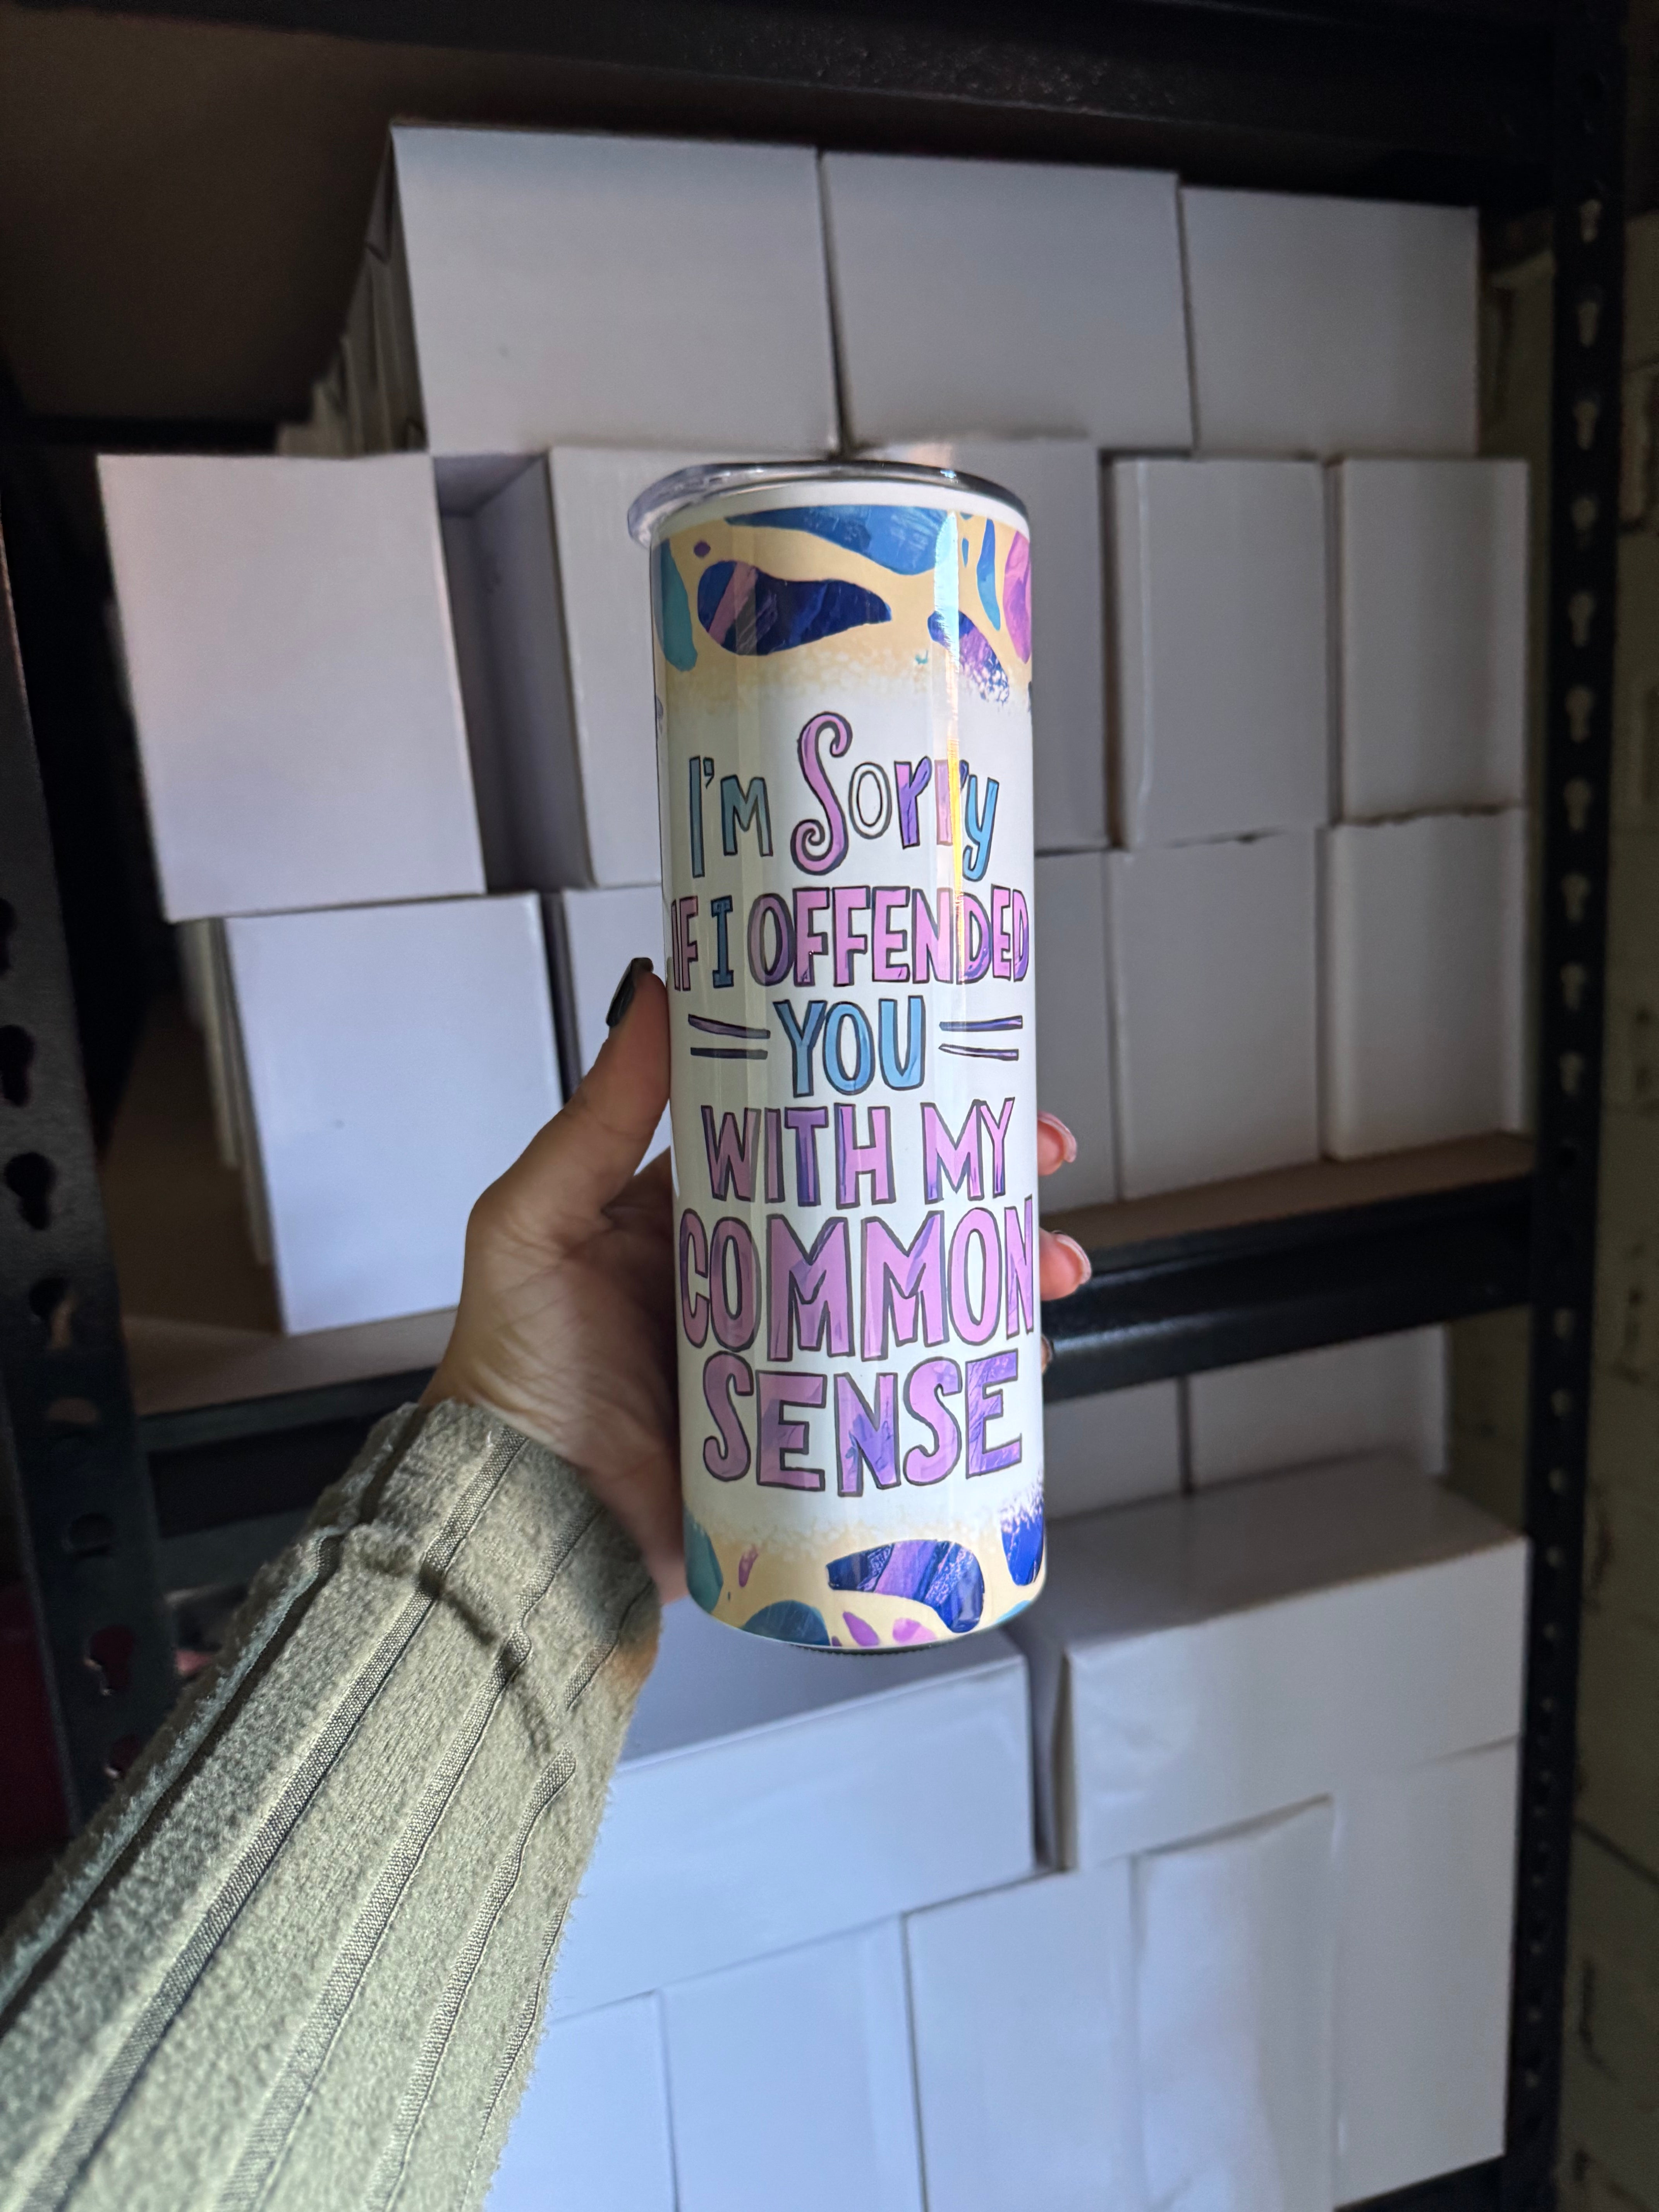 I'm Sorry
IF I OFFENDED
YOU
WITH MY
COMMON
SENSE